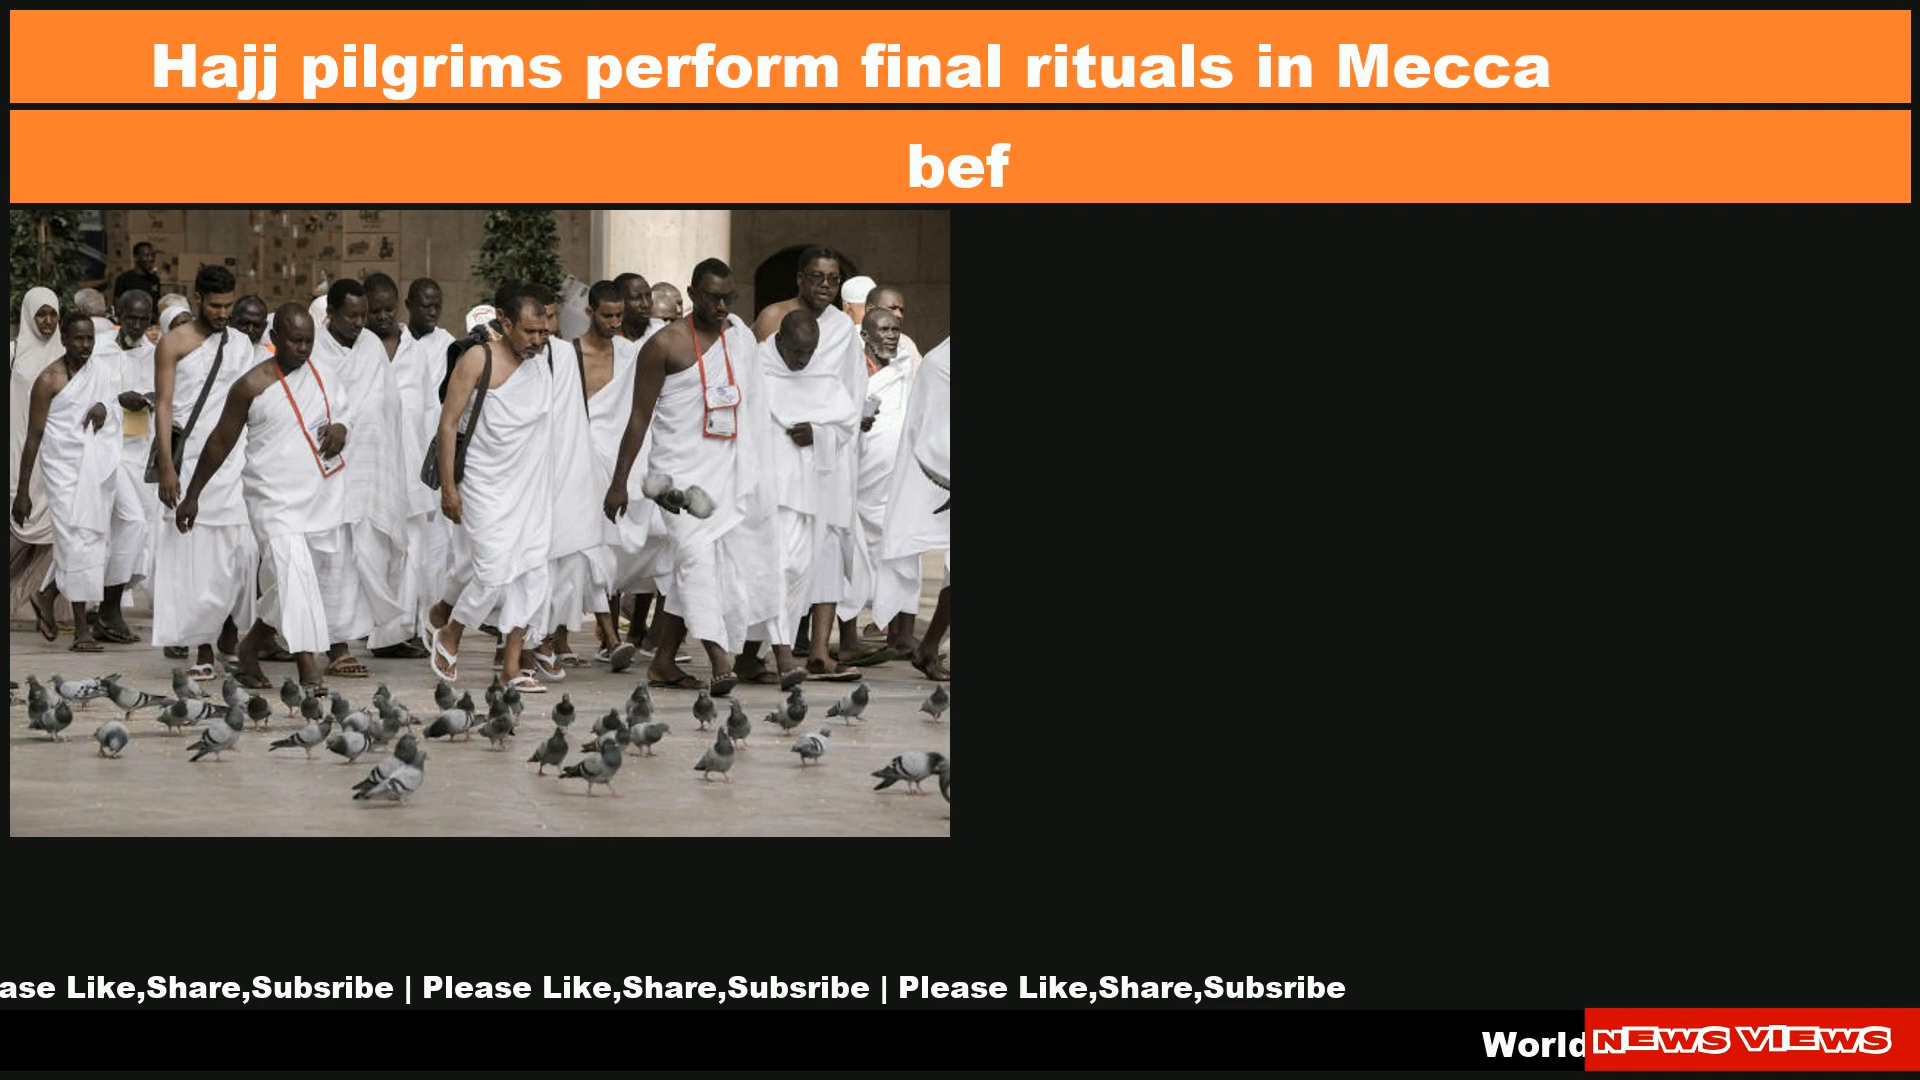 Hajj pilgrims perform final rituals in Mecca
bef
ase Like,Share,Subsribe | Please Like,Share,Subsribe | Please Like,Share,Subsribe
World
NEWS VIEWS